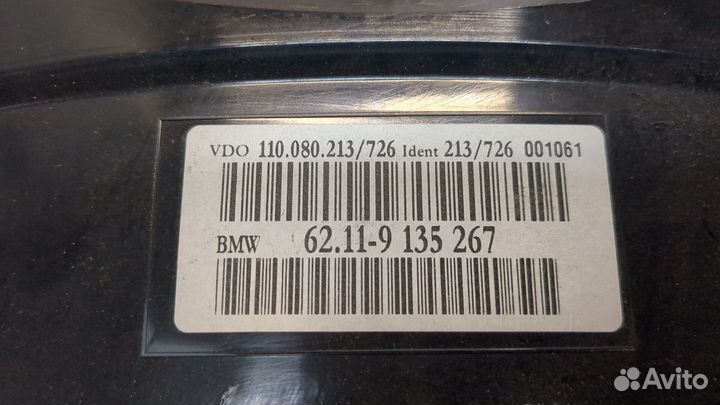 VDO 110.080.213/726 Ident 213/726 001061
BMW 62.11-9 135 267
Avito